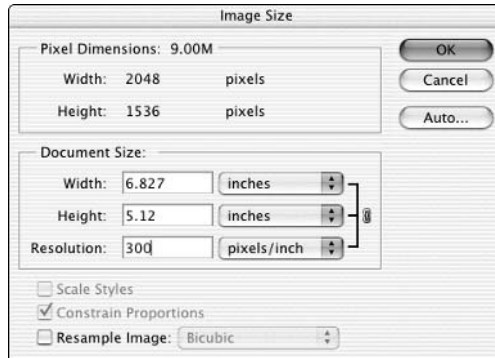 Image Size
Pixel Dimensions: 9.00M
Width: 2048 pixels
Height: 1536 pixels
OK
Cancel
Auto...
Document Size:
Width: 6.827 inches
Height: 5.12 inches
Resolution: 300 pixels/inch
Scale Styles
Constrain Proportions
Resample Image: Bicubic